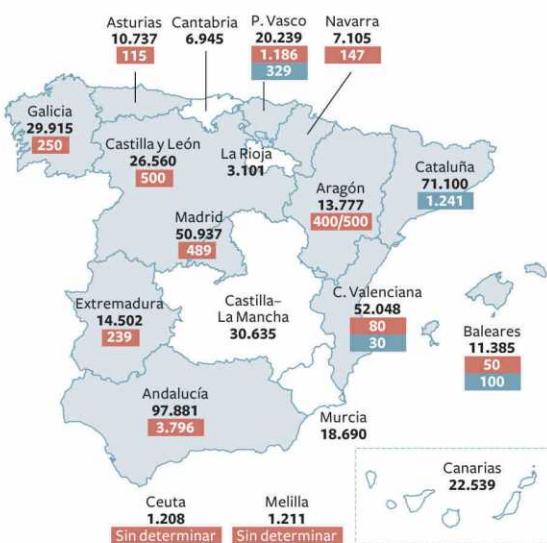 Asturias
10.737
115
Cantabria
6.945
P. Vasco
20.239
1.186
329
Navarra
7.105
147
Galicia
29.915
250
Castilla y León
26.560
500
La Rioja
3.101
Aragón
13.777
400/500
Cataluña
71.100
1.241
Madrid
50.937
489
Extremadura
14.502
239
Castilla–
La Mancha
30.635
C. Valenciana
52.048
80
30
Baleares
11.385
50
100
Andalucía
97.881
3.796
Murcia
18.690
Canarias
22.539
Ceuta
1.208
Sin determinar
Melilla
1.211
Sin determinar